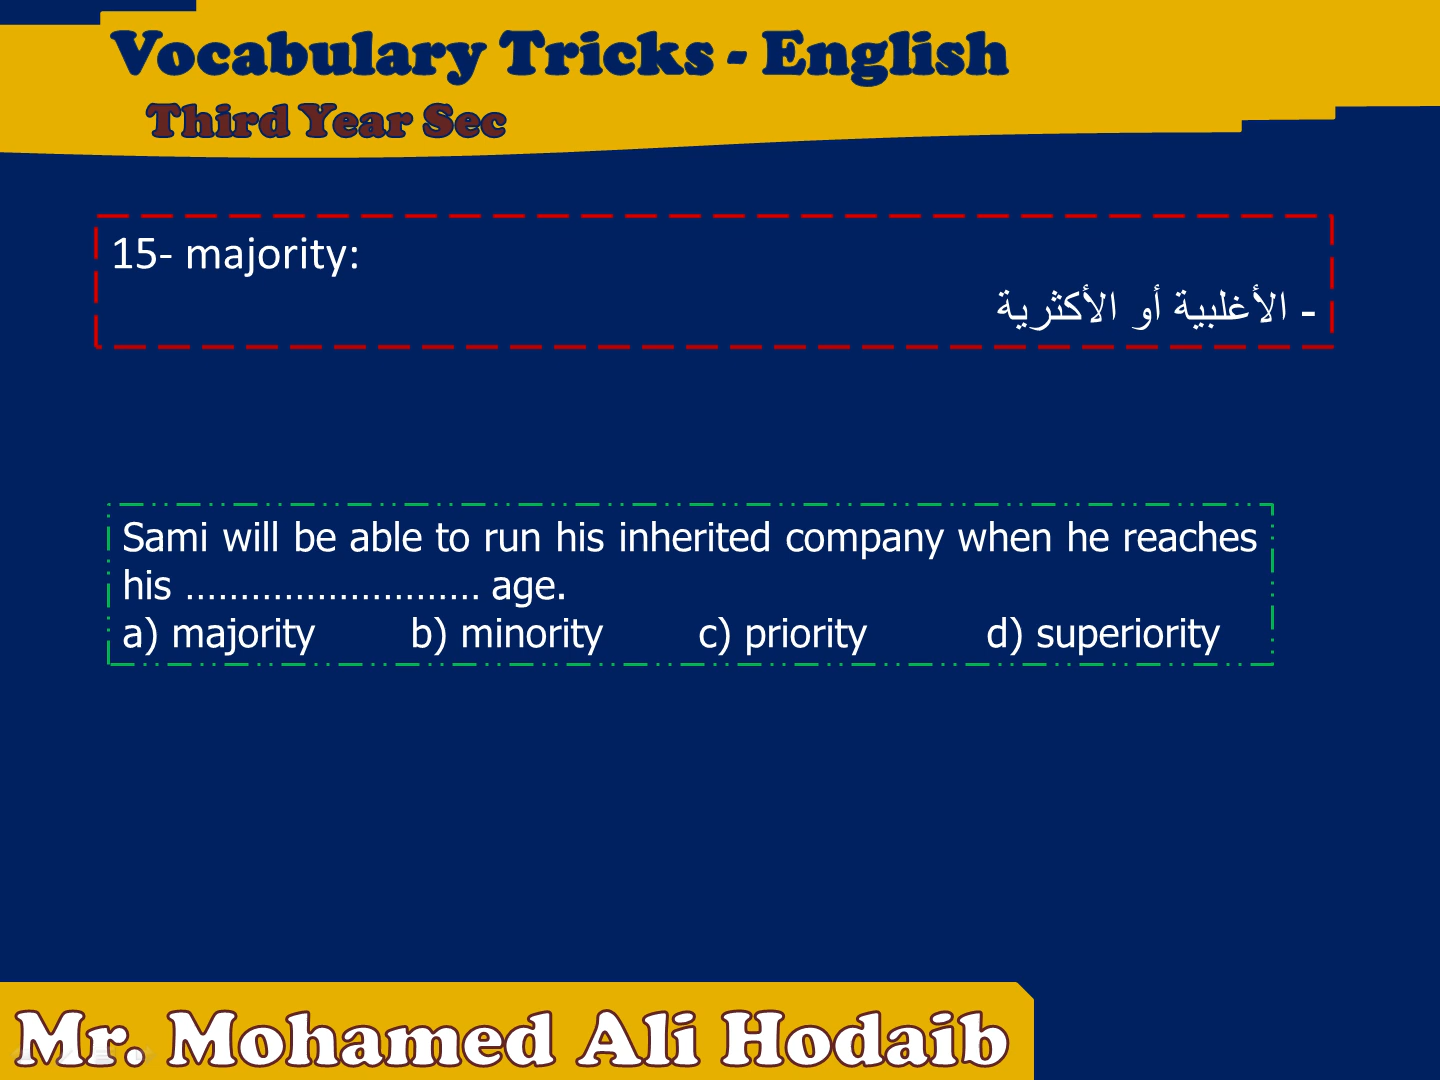 Vocabulary Tricks - English
Third Year Sec
15- majority:
- الأغلبية أو الأكثرية
Sami will be able to run his inherited company when he reaches
his ........................ age.
a) majority b) minority c) priority d) superiority
Mr. Mohamed Ali Hodaib